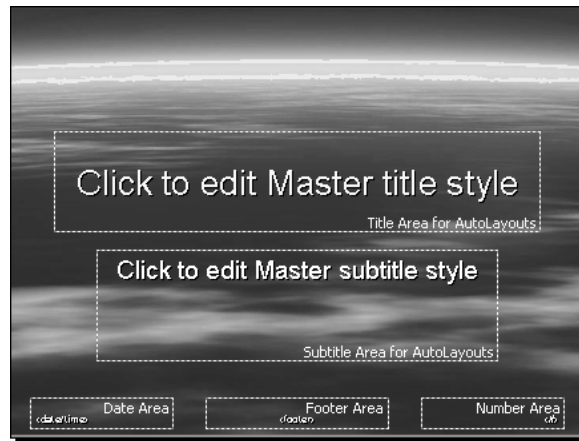 Click to edit Master title style
Title Area for AutoLayouts
Click to edit Master subtitle style
Subtitle Area for AutoLayouts
Date Area
<date/time>
Footer Area
<footer>
Number Area
<#>